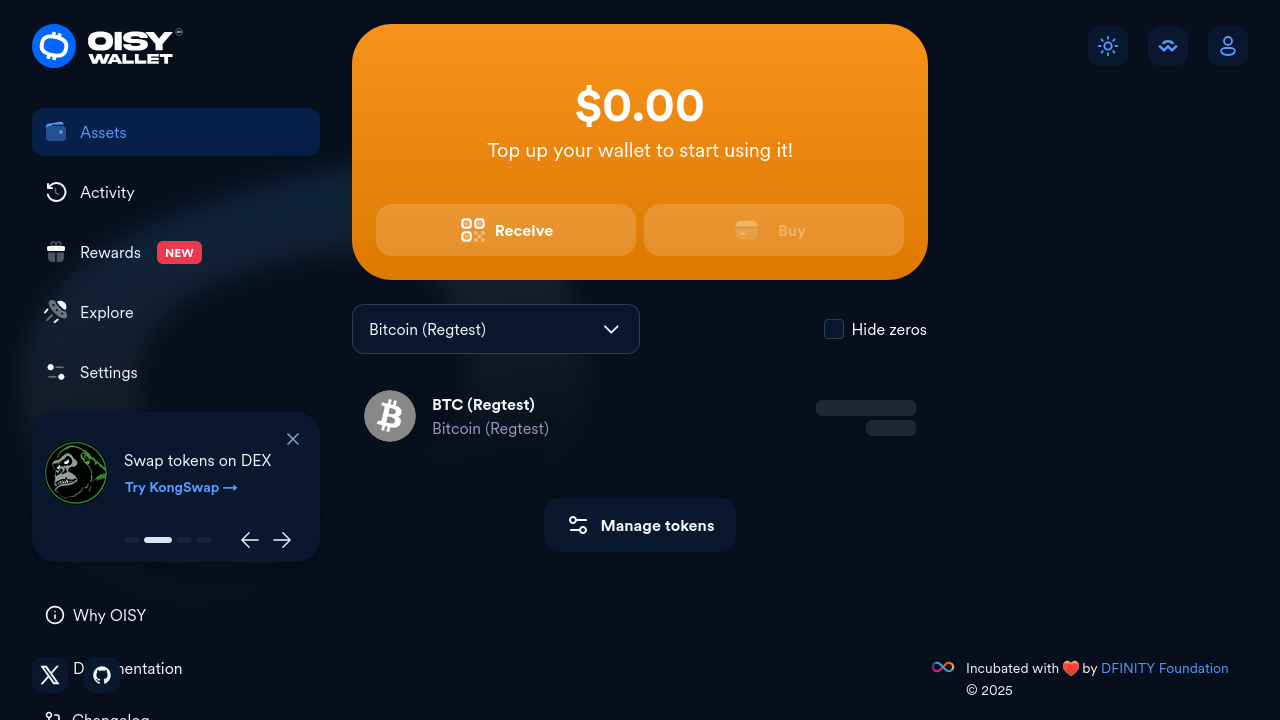 OISY
WALLET
Assets
Activity
Rewards NEW
Explore
Settings
Swap tokens on DEX
Try KongSwap →
Why OISY
Changelog
$0.00
Top up your wallet to start using it!
Receive
Buy
Bitcoin (Regtest)
Hide zeros
BTC (Regtest)
Bitcoin (Regtest)
Manage tokens
Incubated with ❤️ by DFINITY Foundation
© 2025